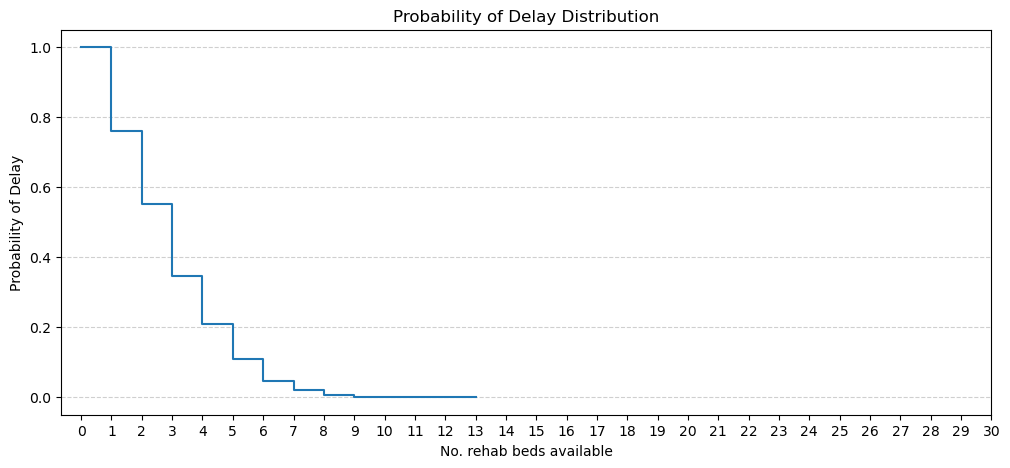 Probability of Delay Distribution
Probability of Delay
1.0
0.8
0.6
0.4
0.2
0.0
0 1 2 3 4 5 6 7 8 9 10 11 12 13 14 15 16 17 18 19 20 21 22 23 24 25 26 27 28 29 30
No. rehab beds available